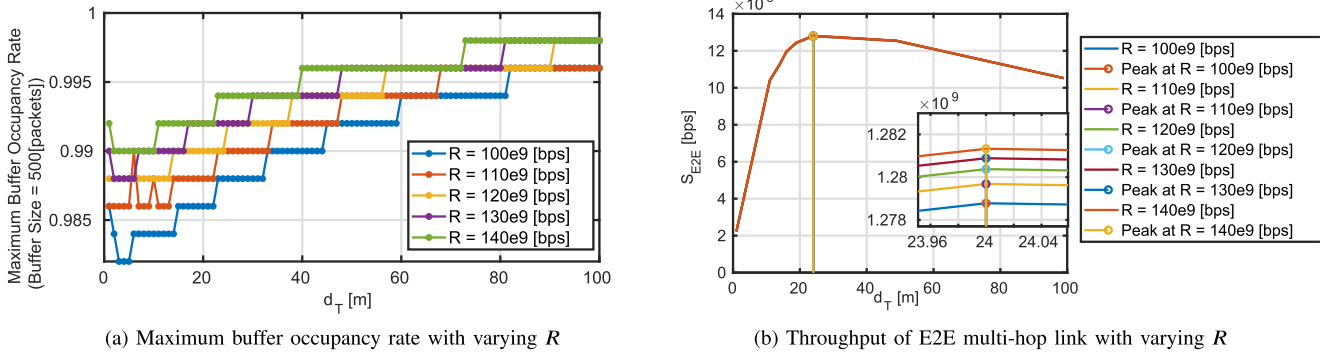 Maximum Buffer Occupancy Rate
(Buffer Size = 500[packets])
0.995
0.99
0.985
0
20
40
60
80
100
d_T [m]
R = 100e9 [bps]
R = 110e9 [bps]
R = 120e9 [bps]
R = 130e9 [bps]
R = 140e9 [bps]
(a) Maximum buffer occupancy rate with varying R
S_E2E [bps]
14
12
10
8
6
4
2
0
0
20
40
60
80
100
d_T [m]
× 10^9
1.282
1.28
1.278
23.96
24
24.04
R = 100e9 [bps]
Peak at R = 100e9 [bps]
R = 110e9 [bps]
Peak at R = 110e9 [bps]
R = 120e9 [bps]
Peak at R = 120e9 [bps]
R = 130e9 [bps]
Peak at R = 130e9 [bps]
R = 140e9 [bps]
Peak at R = 140e9 [bps]
(b) Throughput of E2E multi-hop link with varying R